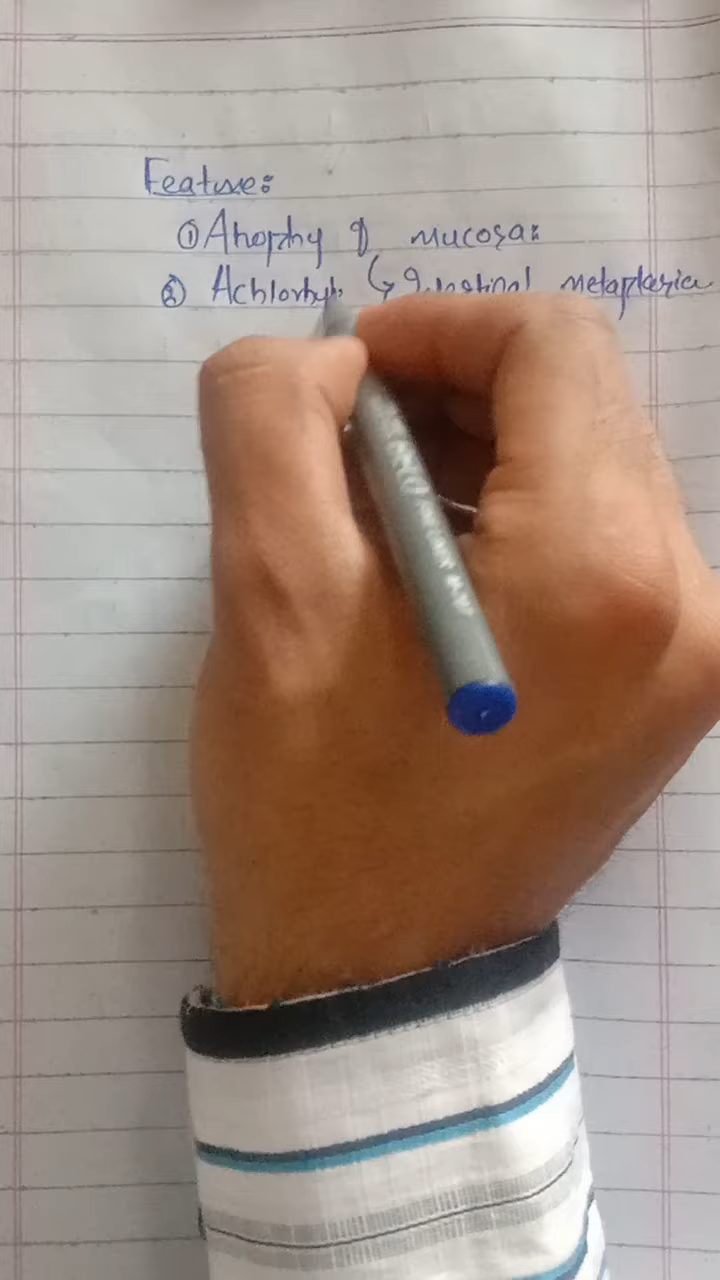 Feature:
① Atrophy of mucosa:
② Achlorhy ↳ Intestinal metaplasia